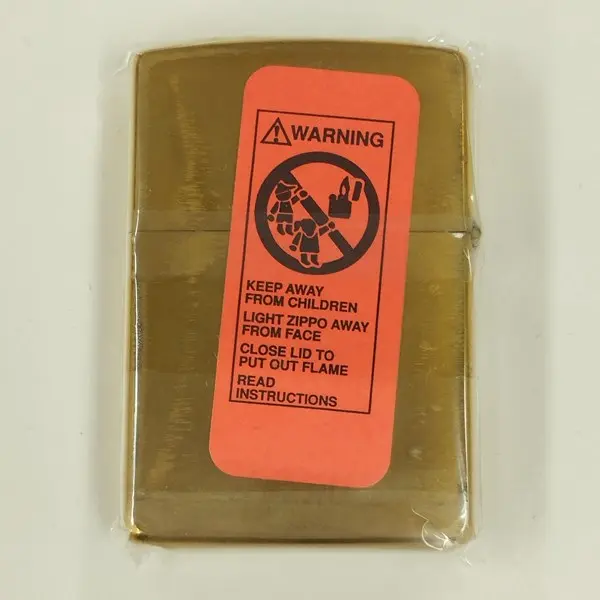 WARNING
KEEP AWAY
FROM CHILDREN
LIGHT ZIPPO AWAY
FROM FACE
CLOSE LID TO
PUT OUT FLAME
READ
INSTRUCTIONS